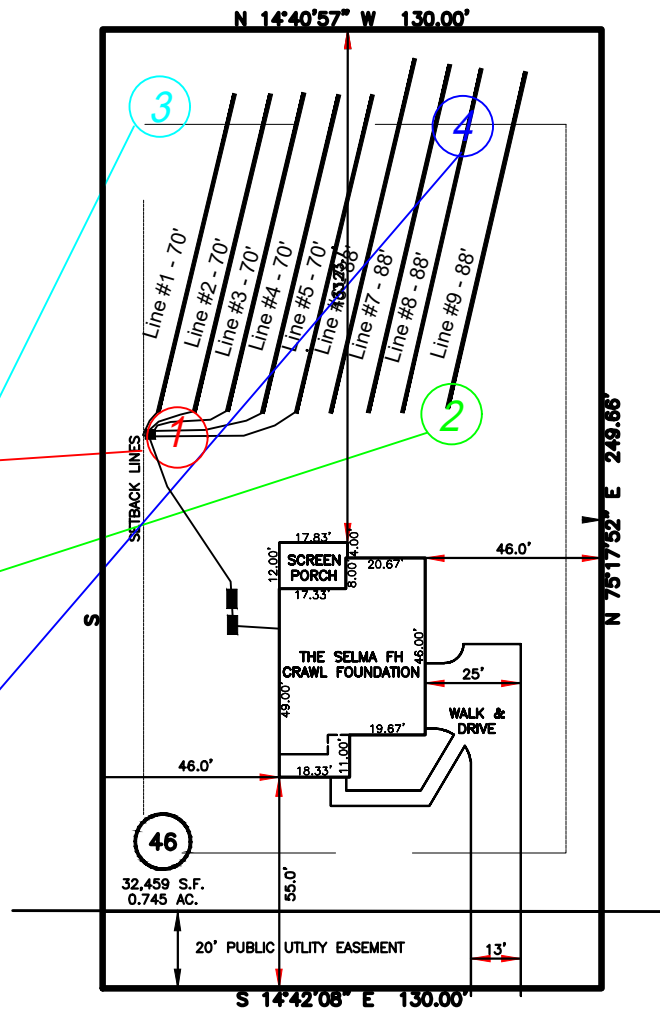 N 14°40'57" W 130.00'
3
4
Line #1 - 70'
Line #2 - 70'
Line #3 - 70'
Line #4 - 70'
Line #5 - 70'
Line #7 - 88'
Line #8 - 88'
Line #9 - 88'
1
2
SETBACK LINES
N 75°17'52" E 249.66'
S
17.83'
4.00'
12.00'
SCREEN
PORCH
8.00'
20.67'
46.0'
17.33'
THE SELMA FH
CRAWL FOUNDATION
46.00'
49.00'
25'
WALK &
DRIVE
19.67'
11.00'
18.33'
46.0'
46
32,459 S.F.
0.745 AC.
55.0'
20' PUBLIC UTLITY EASEMENT
13'
S 14°42'08" E 130.00'